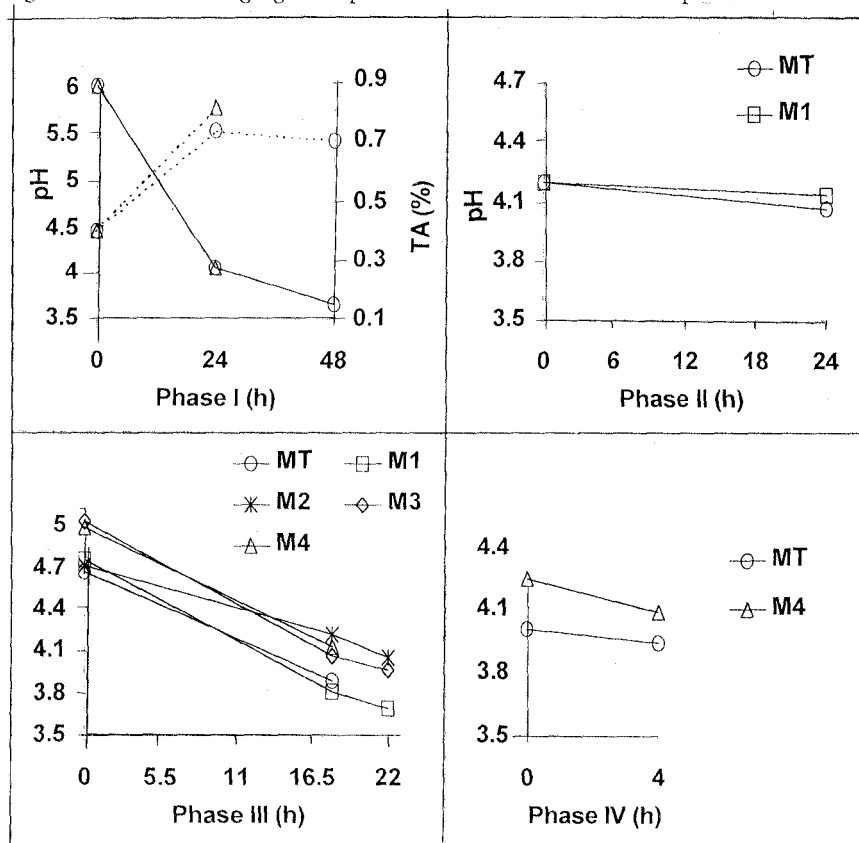 6
5.5
5
4.5
4
3.5
pH
0.9
0.7
0.5
0.3
0.1
TA (%)
0 24 48
Phase I (h)
4.7
4.4
4.1
3.8
3.5
pH
MT
M1
0 6 12 18 24
Phase II (h)
MT M1
M2 M3
M4
5
4.7
4.4
4.1
3.8
3.5
0 5.5 11 16.5 22
Phase III (h)
4.4
4.1
3.8
3.5
MT
M4
0 4
Phase IV (h)